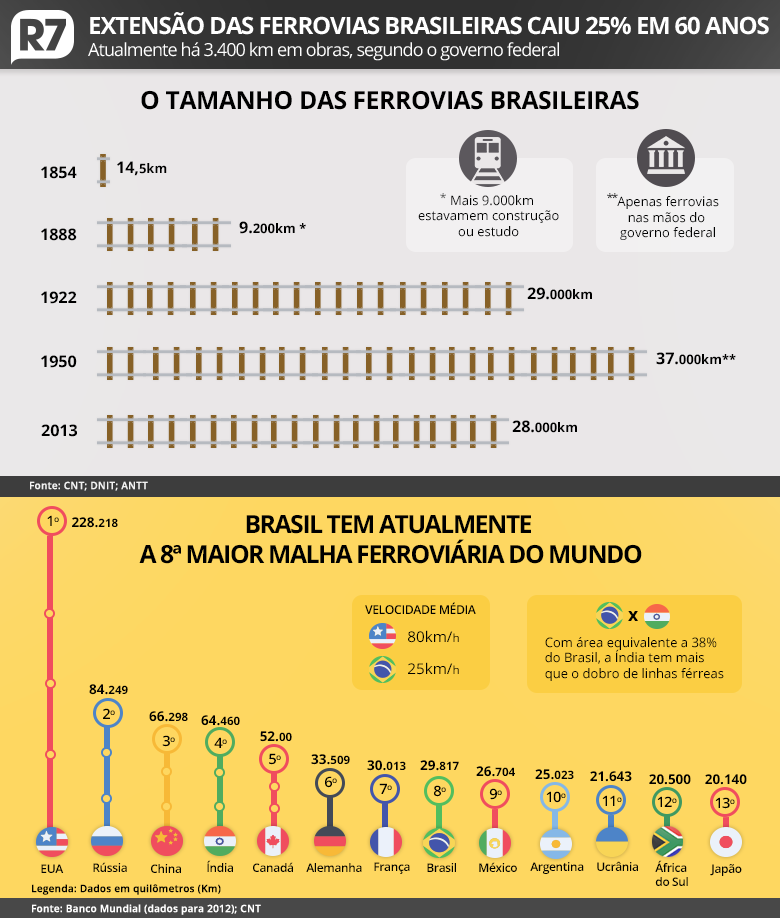 R7
EXTENSÃO DAS FERROVIAS BRASILEIRAS CAIU 25% EM 60 ANOS
Atualmente há 3.400 km em obras, segundo o governo federal
O TAMANHO DAS FERROVIAS BRASILEIRAS
1854
14,5km
1888
9.200km *
1922
29.000km
1950
37.000km**
2013
28.000km
* Mais 9.000km
estavamem construção
ou estudo
**Apenas ferrovias
nas mãos do
governo federal
Fonte: CNT; DNIT; ANTT
BRASIL TEM ATUALMENTE
A 8ª MAIOR MALHA FERROVIÁRIA DO MUNDO
VELOCIDADE MÉDIA
80km/h
25km/h
X
Com área equivalente a 38%
do Brasil, a Índia tem mais
que o dobro de linhas férreas
1º 228.218
84.249
2º
66.298
3º
64.460
4º
52.00
5º
33.509
6º
30.013
7º
29.817
8º
26.704
9º
25.023
10º
21.643
11º
20.500
12º
20.140
13º
EUA
Rússia
China
Índia
Canadá
Alemanha
França
Brasil
México
Argentina
Ucrânia
África
do Sul
Japão
Legenda: Dados em quilômetros (Km)
Fonte: Banco Mundial (dados para 2012); CNT